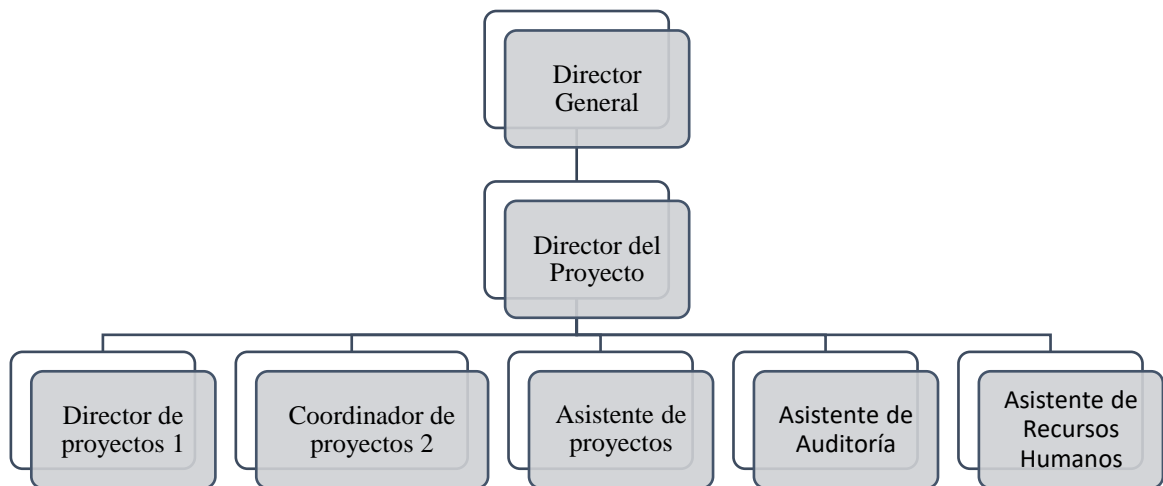 Director
General
Director del
Proyecto
Director de
proyectos 1
Coordinador de
proyectos 2
Asistente de
proyectos
Asistente de
Auditoría
Asistente de
Recursos
Humanos